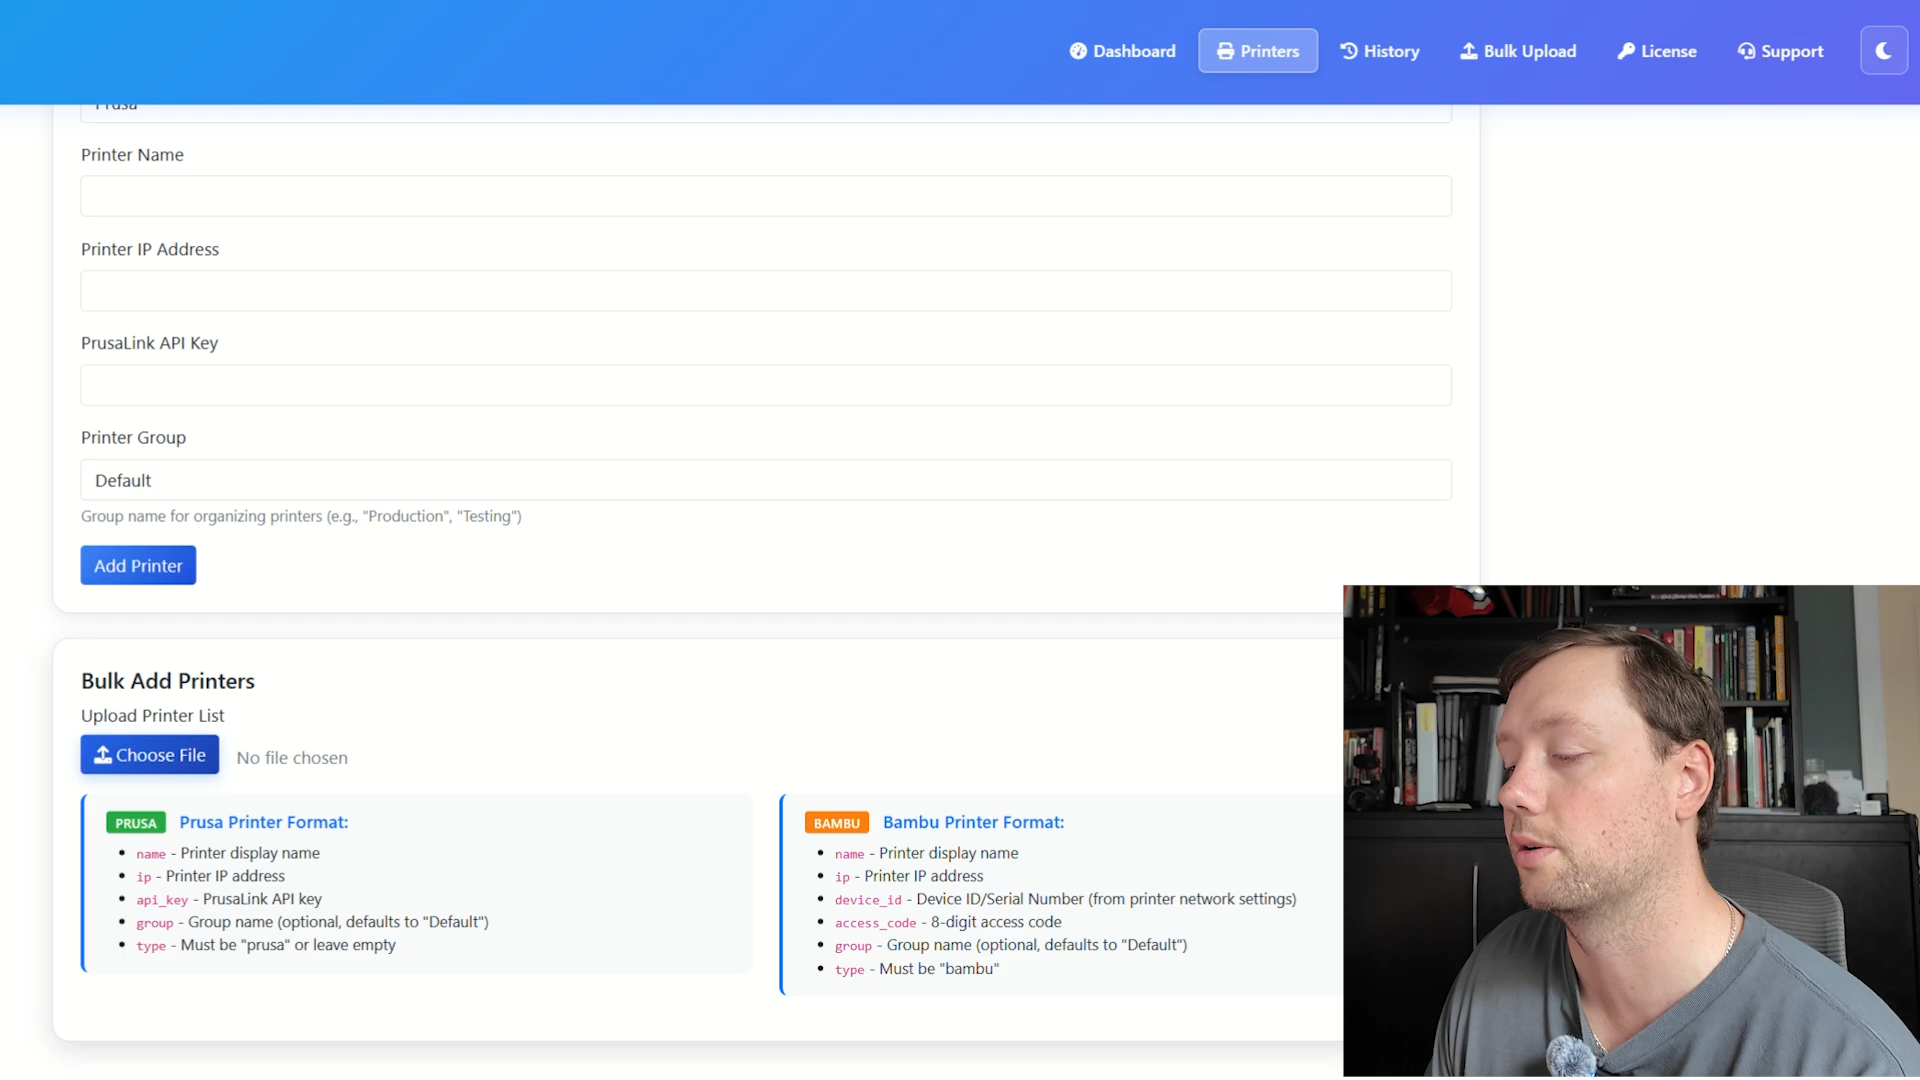 Dashboard
Printers
History
Bulk Upload
License
Support
Prusa
Printer Name
Printer IP Address
PrusaLink API Key
Printer Group
Default
Group name for organizing printers (e.g., "Production", "Testing")
Add Printer
Bulk Add Printers
Upload Printer List
Choose File No file chosen
PRUSA Prusa Printer Format:
name - Printer display name
ip - Printer IP address
api_key - PrusaLink API key
group - Group name (optional, defaults to "Default")
type - Must be "prusa" or leave empty
BAMBU Bambu Printer Format:
name - Printer display name
ip - Printer IP address
device_id - Device ID/Serial Number (from printer network settings)
access_code - 8-digit access code
group - Group name (optional, defaults to "Default")
type - Must be "bambu"